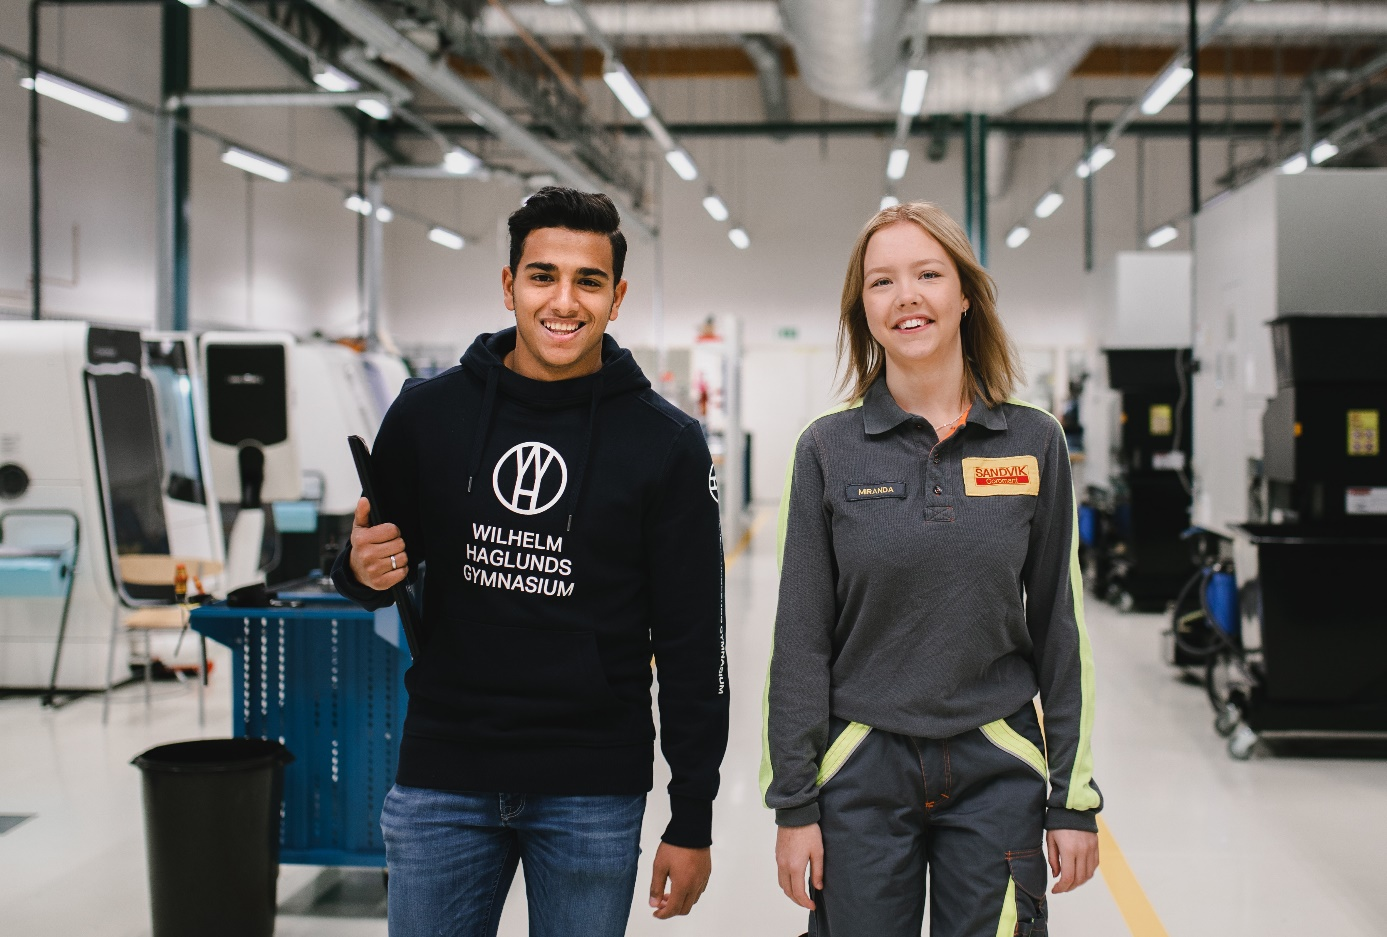 WILHELM
HAGLUNDS
GYMNASIUM
MIRANDA
SANDVIK
Coromant